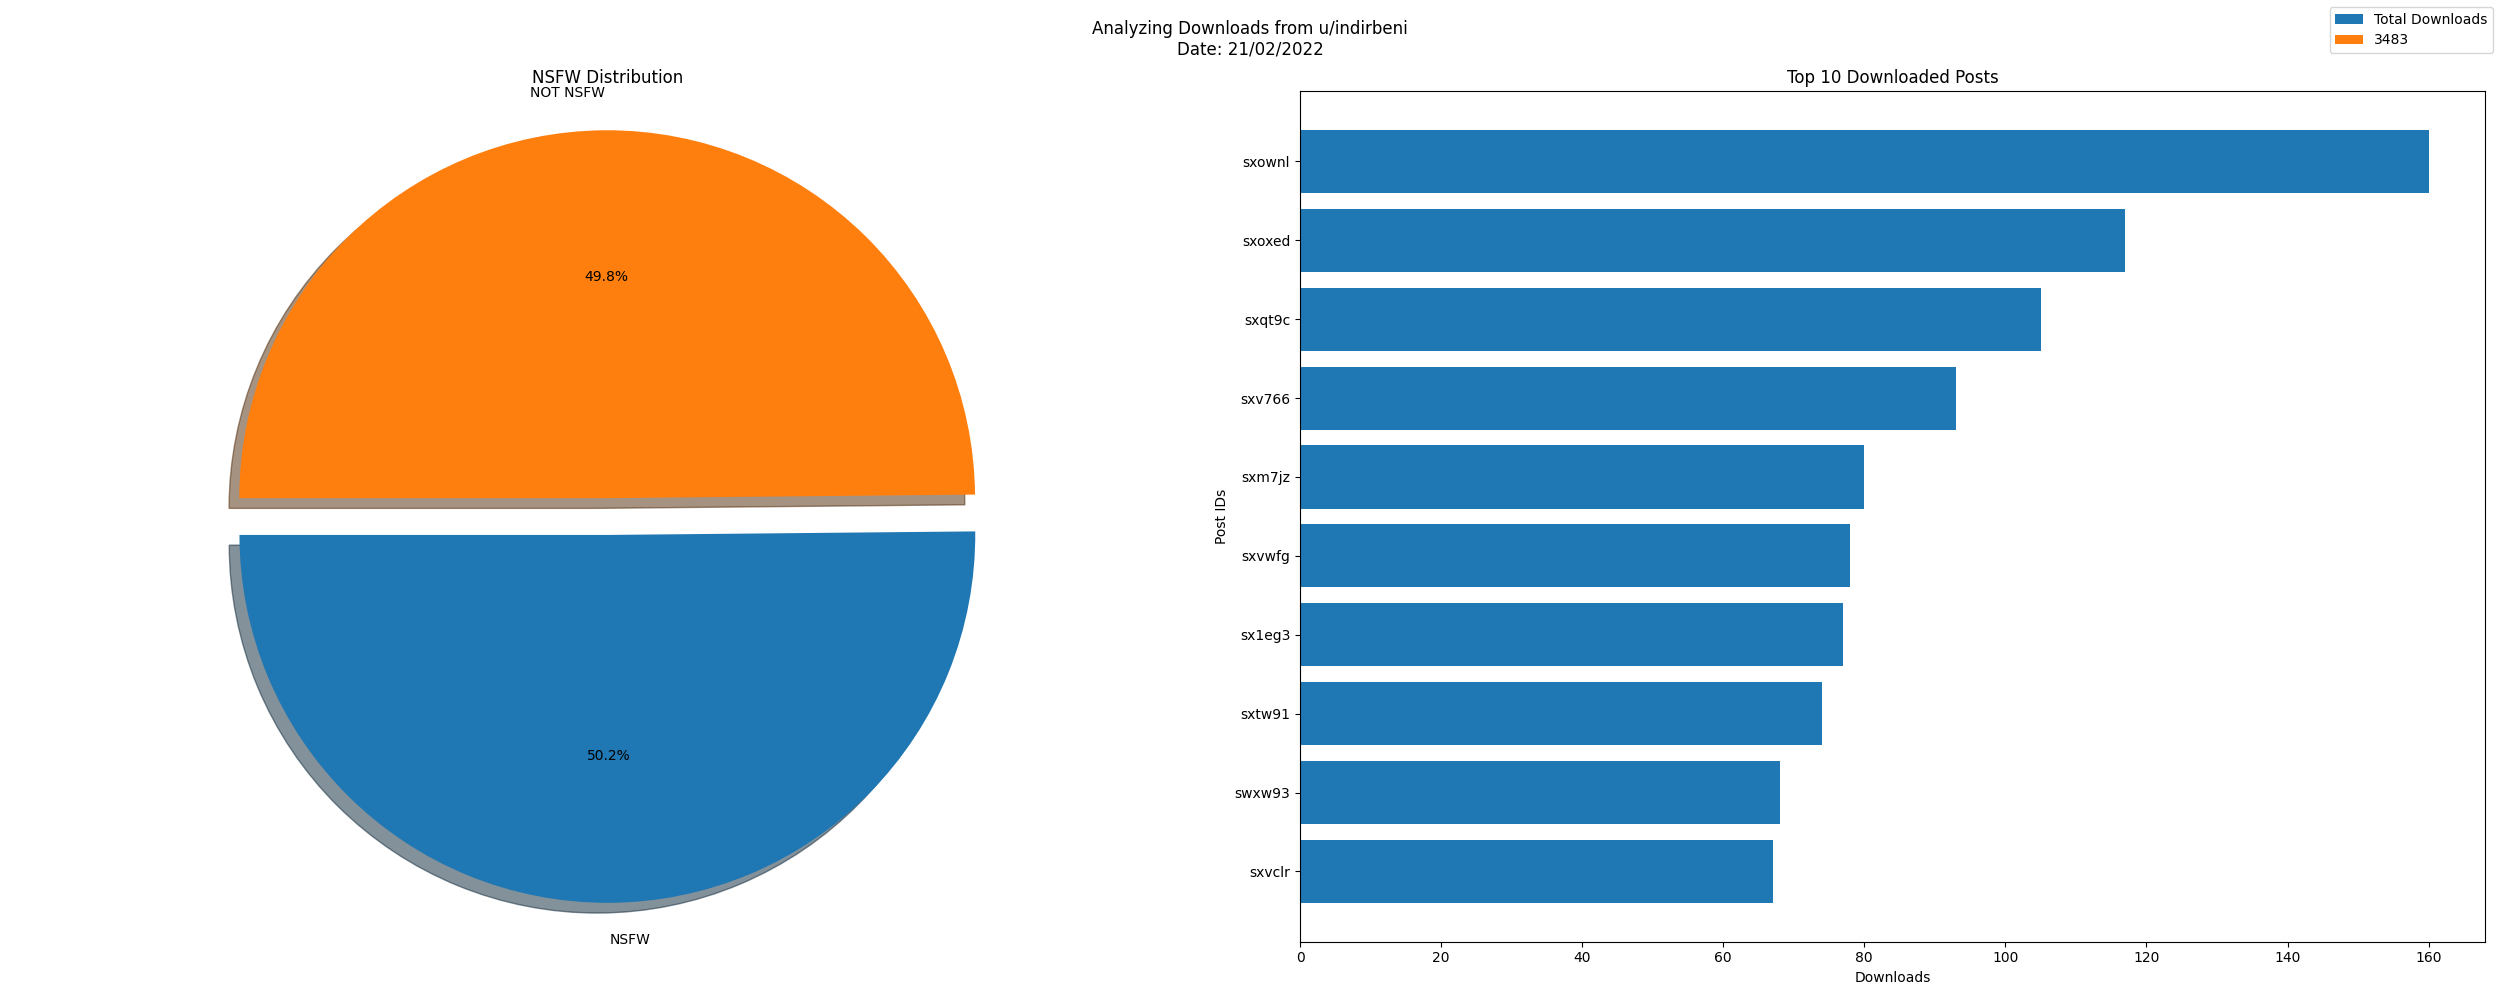 Analyzing Downloads from u/indirbeni
Date: 21/02/2022
Total Downloads
3483
NSFW Distribution
NOT NSFW
49.8%
50.2%
NSFW
Top 10 Downloaded Posts
Post IDs
sxownl
sxoxed
sxqt9c
sxv766
sxm7jz
sxvwfg
sx1eg3
sxtw91
swxw93
sxvclr
0 20 40 60 80 100 120 140 160
Downloads